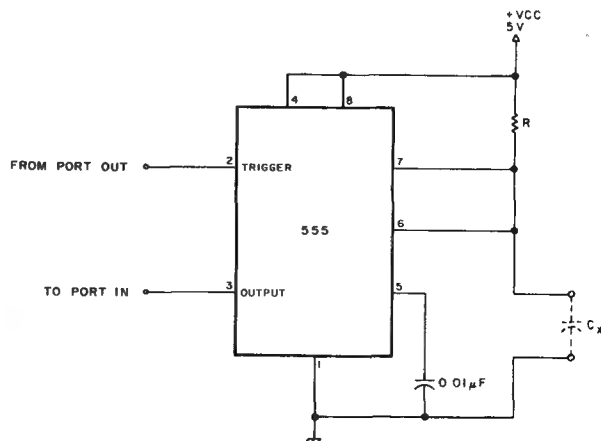 +VCC
5V
4
8
R
FROM PORT OUT
2
TRIGGER
7
555
6
TO PORT IN
3
OUTPUT
5
Cx
1
0.01µF